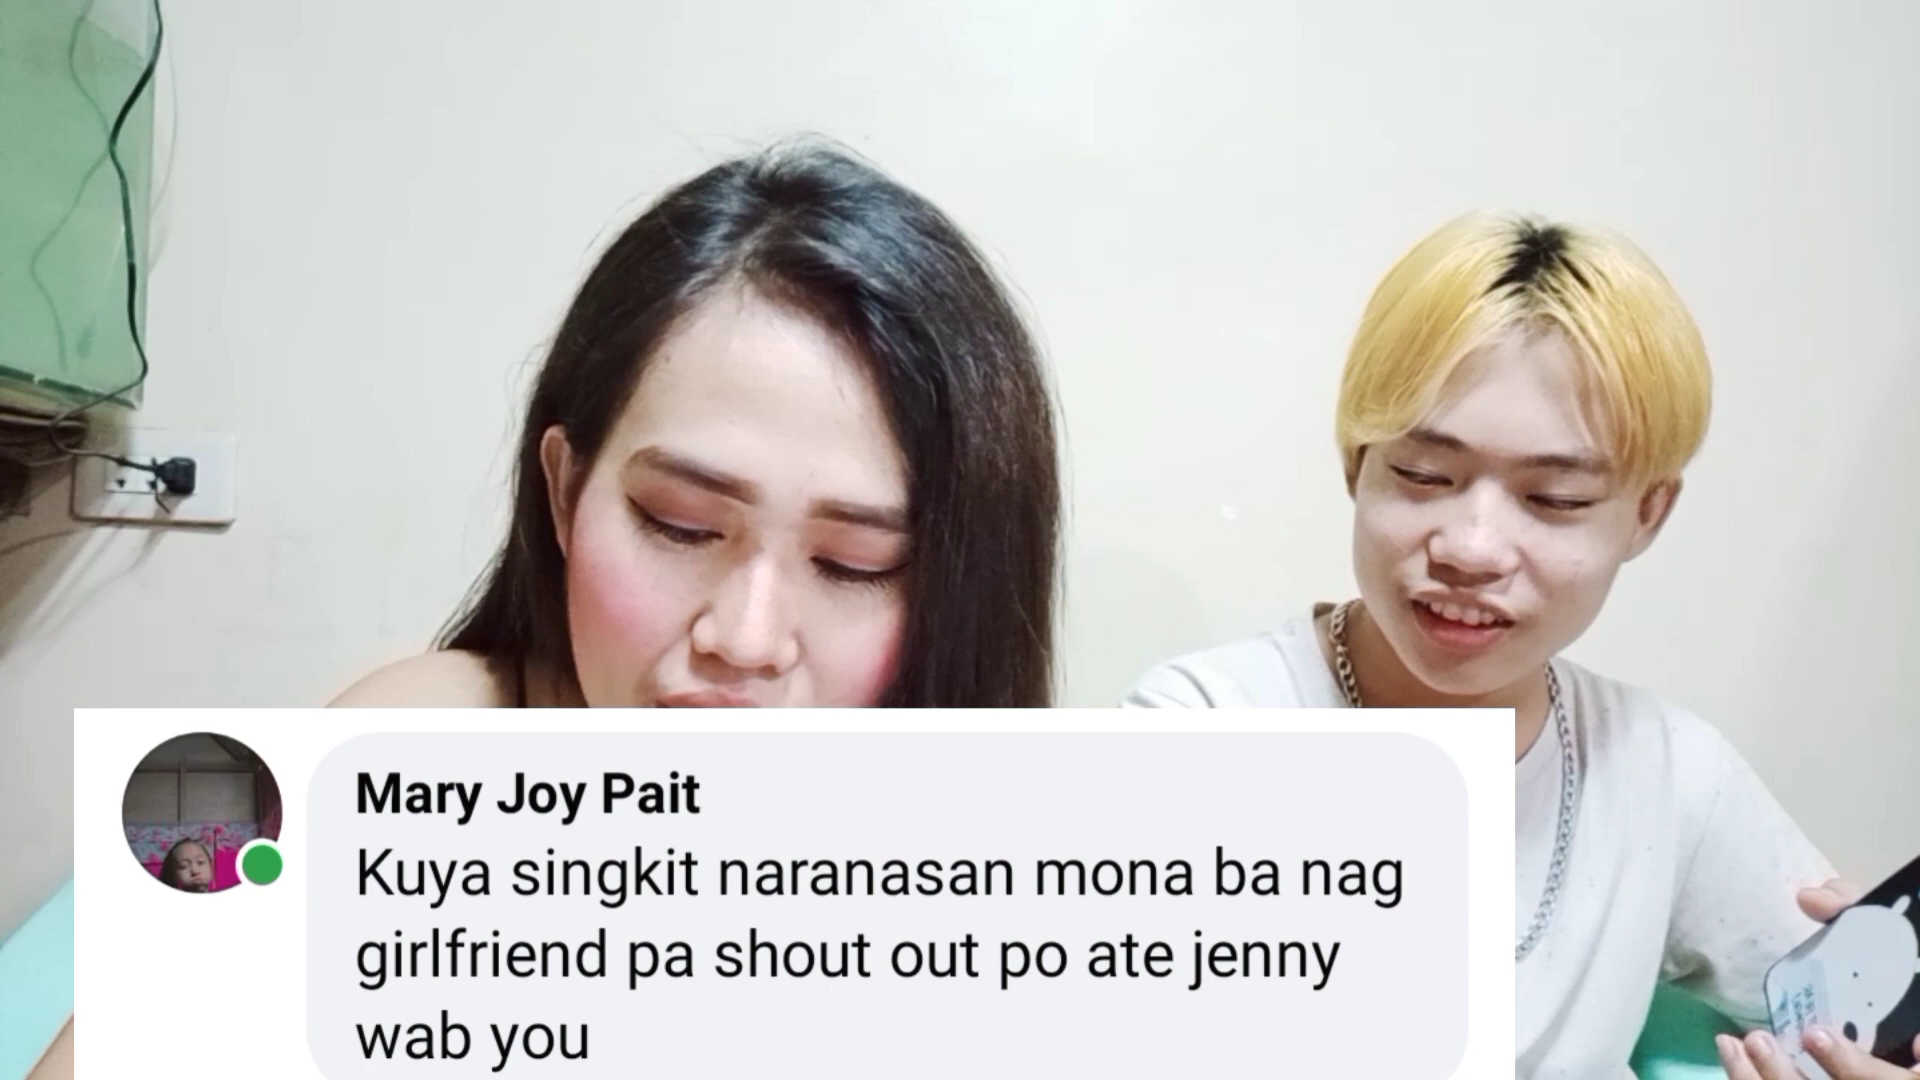 Mary Joy Pait
Kuya singkit naranasan mona ba nag
girlfriend pa shout out po ate jenny
wab you